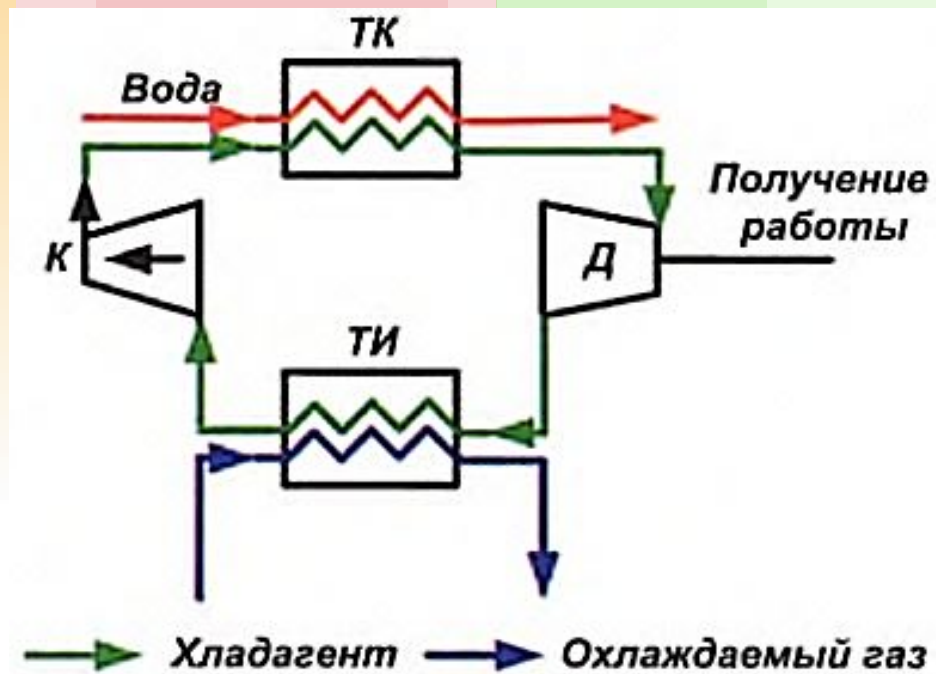 ТК
Вода
Получение
работы
К
Д
ТИ
Хладагент
Охлаждаемый газ